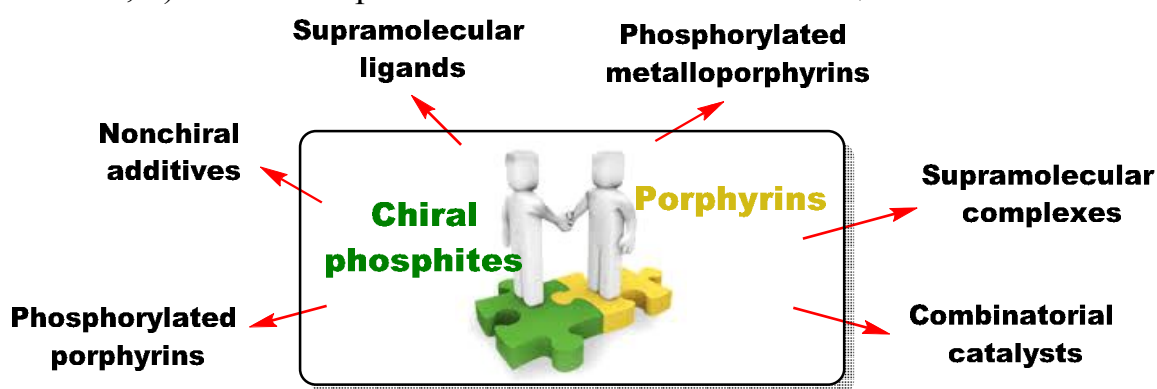 Supramolecular
ligands
Phosphorylated
metalloporphyrins
Nonchiral
additives
Chiral
phosphites
Porphyrins
Supramolecular
complexes
Phosphorylated
porphyrins
Combinatorial
catalysts